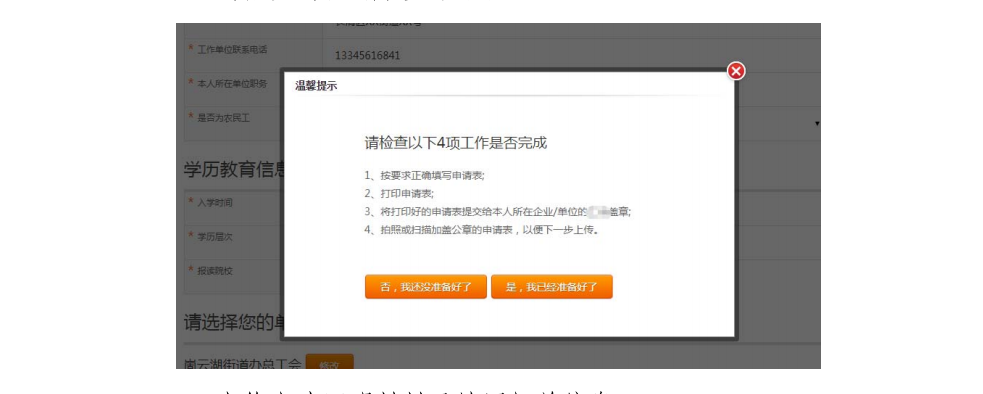 * 工作单位联系电话
13345616841
* 本人所在单位职务
温馨提示
* 是否为农民工
请检查以下4项工作是否完成
学历教育信息
1、按要求正确填写申请表;
2、打印申请表;
3、将打印好的申请表提交给本人所在企业/单位的 盖章;
4、拍照或扫描加盖公章的申请表，以便下一步上传。
* 入学时间
* 学历层次
* 报读院校
否，我还没准备好了
是，我已经准备好了
请选择您的单
街道办总工会
修改